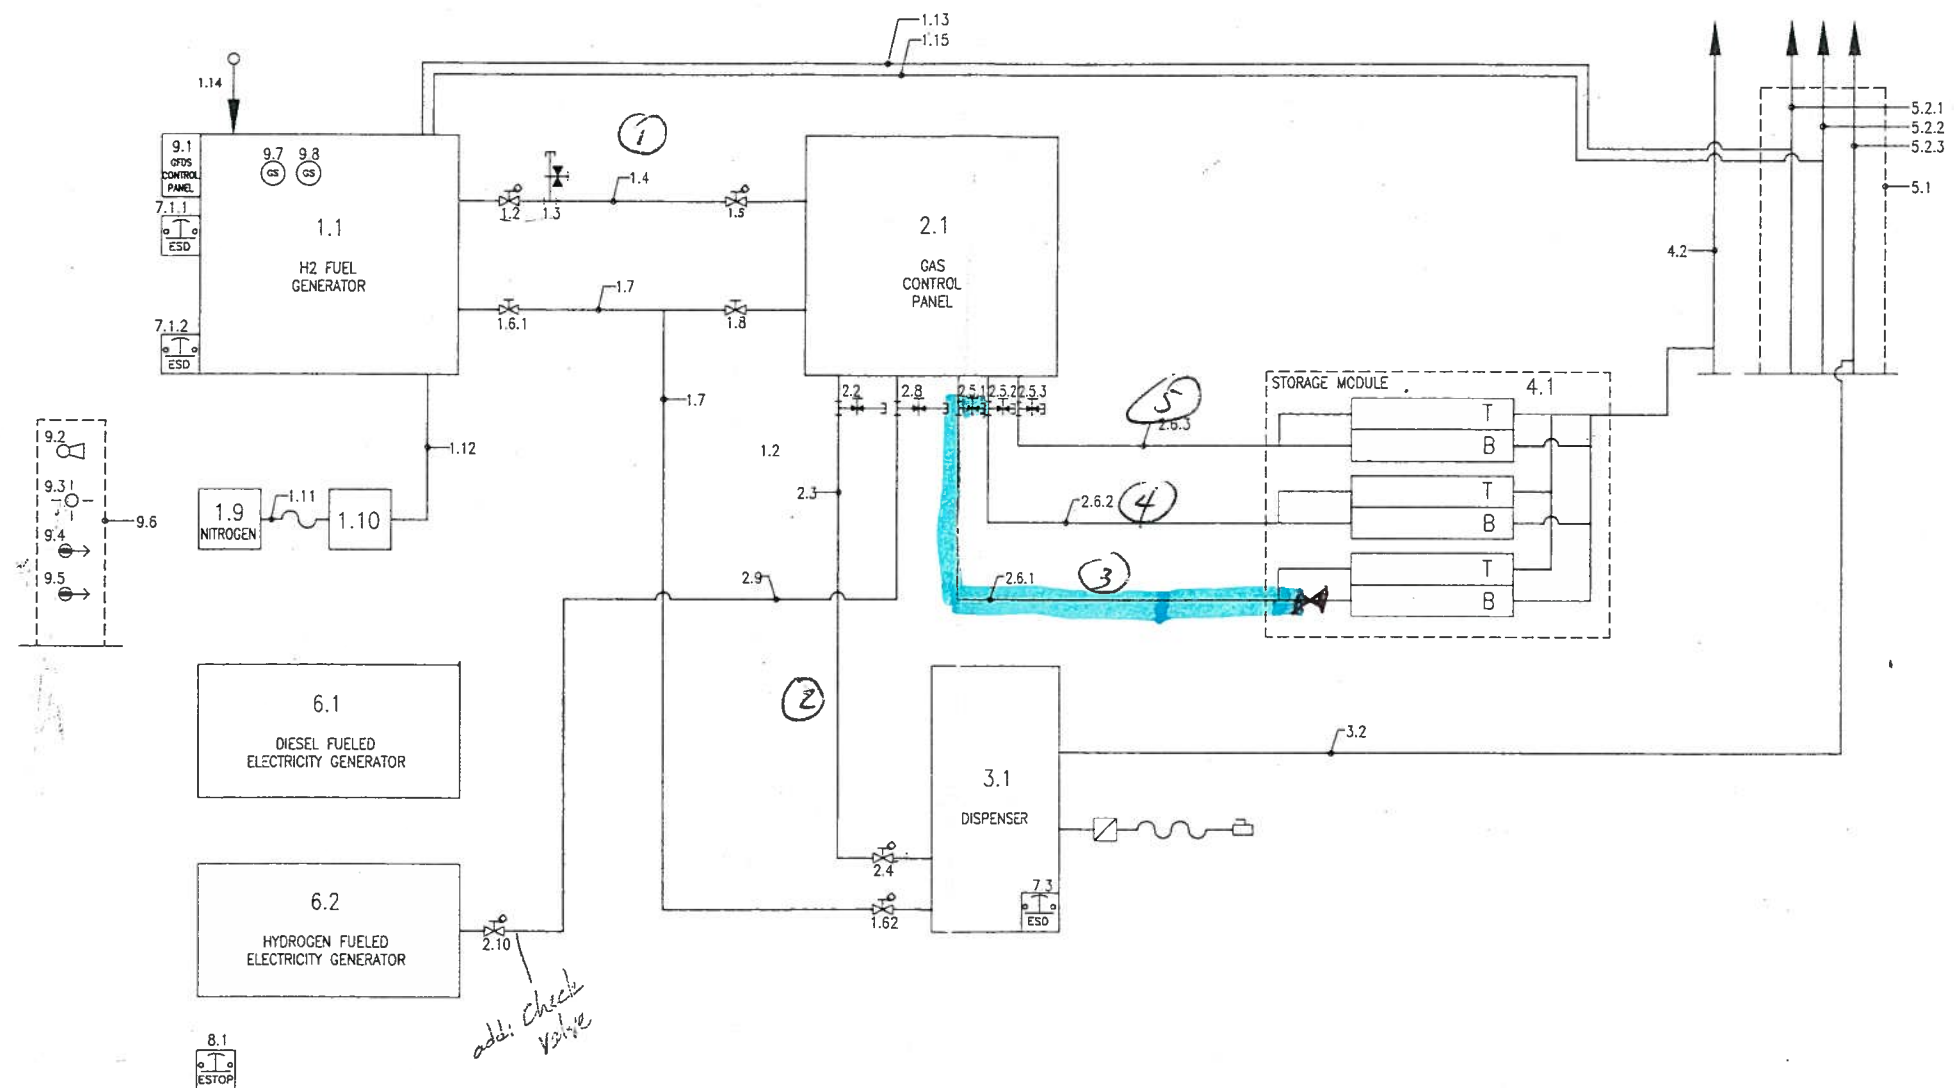 1.13
1.15
1.14
5.2.1
5.2.2
5.2.3
5.1
4.2
9.1
GFDS
CONTROL
PANEL
9.7
GS
9.8
GS
7.1.1
ESD
1.1
H2 FUEL
GENERATOR
7.1.2
ESD
1
1.2
1.3
1.4
1.5
1.6.1
1.7
1.8
2.1
GAS
CONTROL
PANEL
2.2
2.8
2.5.1
2.5.2
2.5.3
1.7
1.2
5
2.6.3
STORAGE MODULE
4.1
T
B
T
B
T
B
9.2
9.3
9.4
9.5
9.6
1.9
NITROGEN
1.11
1.10
1.12
2.3
2.6.2
4
2.9
2.6.1
3
6.1
DIESEL FUELED
ELECTRICITY GENERATOR
2
3.1
DISPENSER
3.2
2.4
1.62
7.3
ESD
6.2
HYDROGEN FUELED
ELECTRICITY GENERATOR
2.10
add: check
valve
8.1
ESTOP